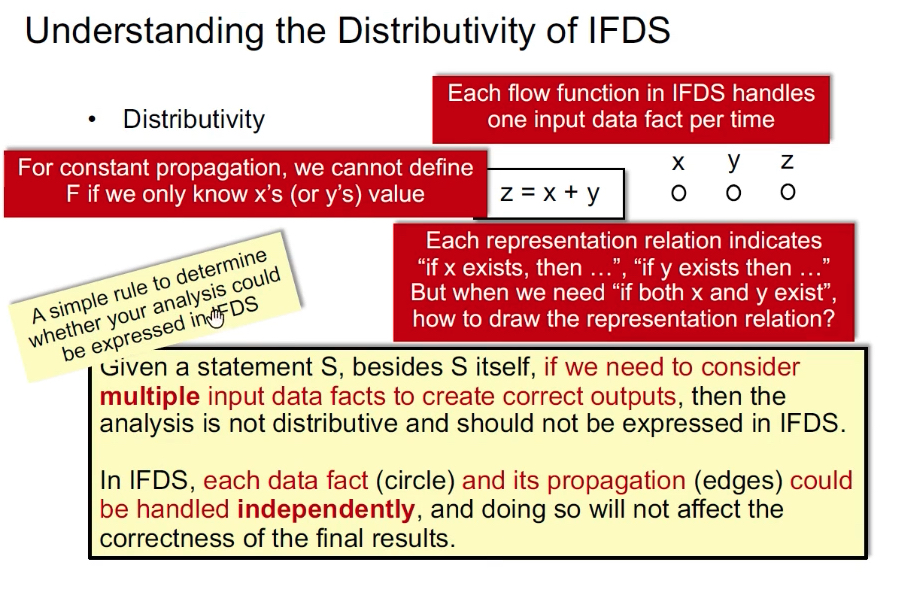 Understanding the Distributivity of IFDS
• Distributivity
Each flow function in IFDS handles
one input data fact per time
For constant propagation, we cannot define
F if we only know x's (or y's) value
z = x + y
x y z
Each representation relation indicates
“if x exists, then ...”, “if y exists then ...”
But when we need “if both x and y exist”,
how to draw the representation relation?
A simple rule to determine
whether your analysis could
be expressed in IFDS
Given a statement S, besides S itself, if we need to consider
multiple input data facts to create correct outputs, then the
analysis is not distributive and should not be expressed in IFDS.
In IFDS, each data fact (circle) and its propagation (edges) could
be handled independently, and doing so will not affect the
correctness of the final results.